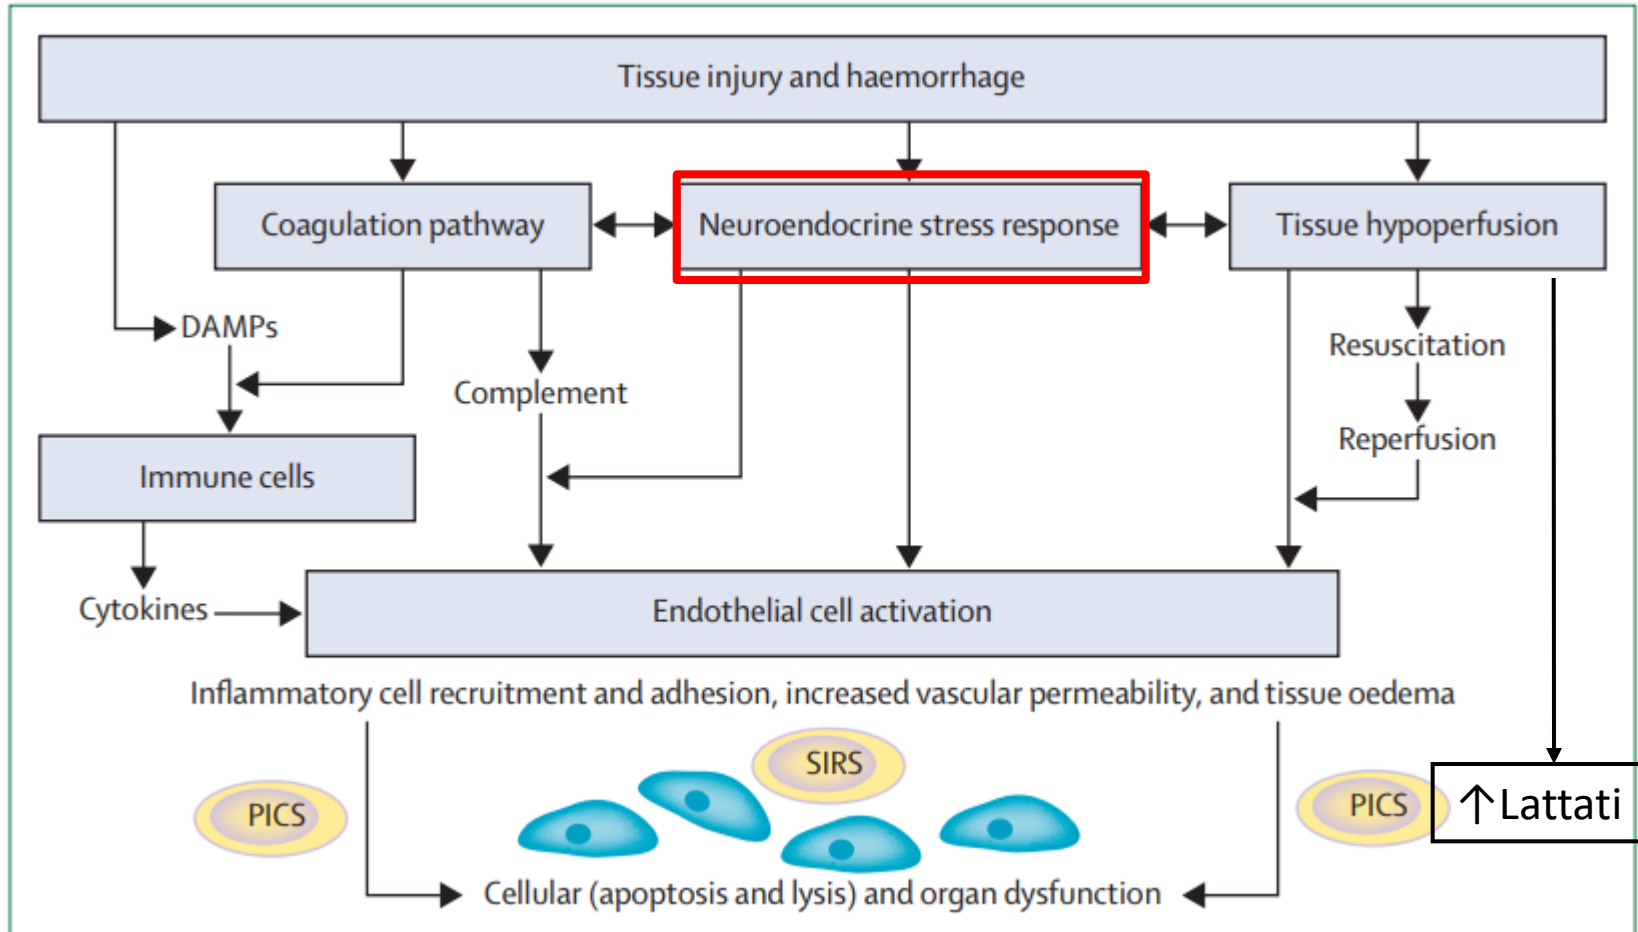 Tissue injury and haemorrhage
Coagulation pathway
Neuroendocrine stress response
Tissue hypoperfusion
DAMPs
Resuscitation
Complement
Reperfusion
Immune cells
Cytokines
Endothelial cell activation
Inflammatory cell recruitment and adhesion, increased vascular permeability, and tissue oedema
SIRS
PICS
PICS
↑Lattati
Cellular (apoptosis and lysis) and organ dysfunction